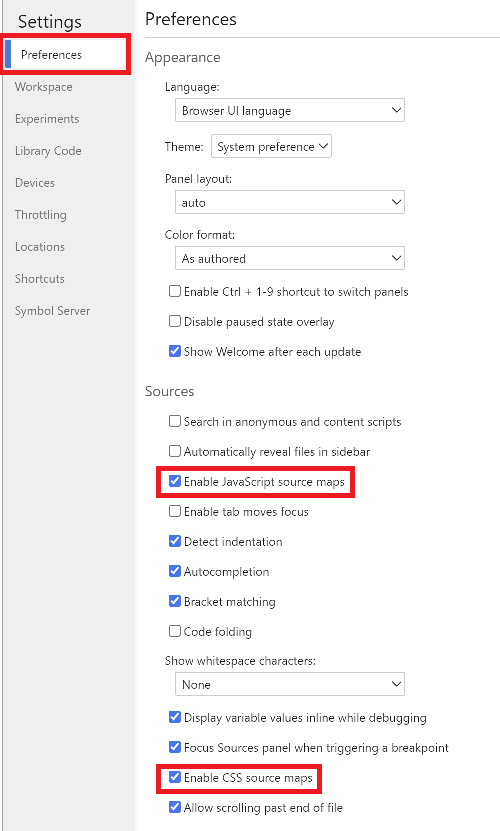 Settings
Preferences
Workspace
Experiments
Library Code
Devices
Throttling
Locations
Shortcuts
Symbol Server
Preferences
Appearance
Language:
Browser UI language
Theme: System preference
Panel layout:
auto
Color format:
As authored
Enable Ctrl + 1-9 shortcut to switch panels
Disable paused state overlay
Show Welcome after each update
Sources
Search in anonymous and content scripts
Automatically reveal files in sidebar
Enable JavaScript source maps
Enable tab moves focus
Detect indentation
Autocompletion
Bracket matching
Code folding
Show whitespace characters:
None
Display variable values inline while debugging
Focus Sources panel when triggering a breakpoint
Enable CSS source maps
Allow scrolling past end of file